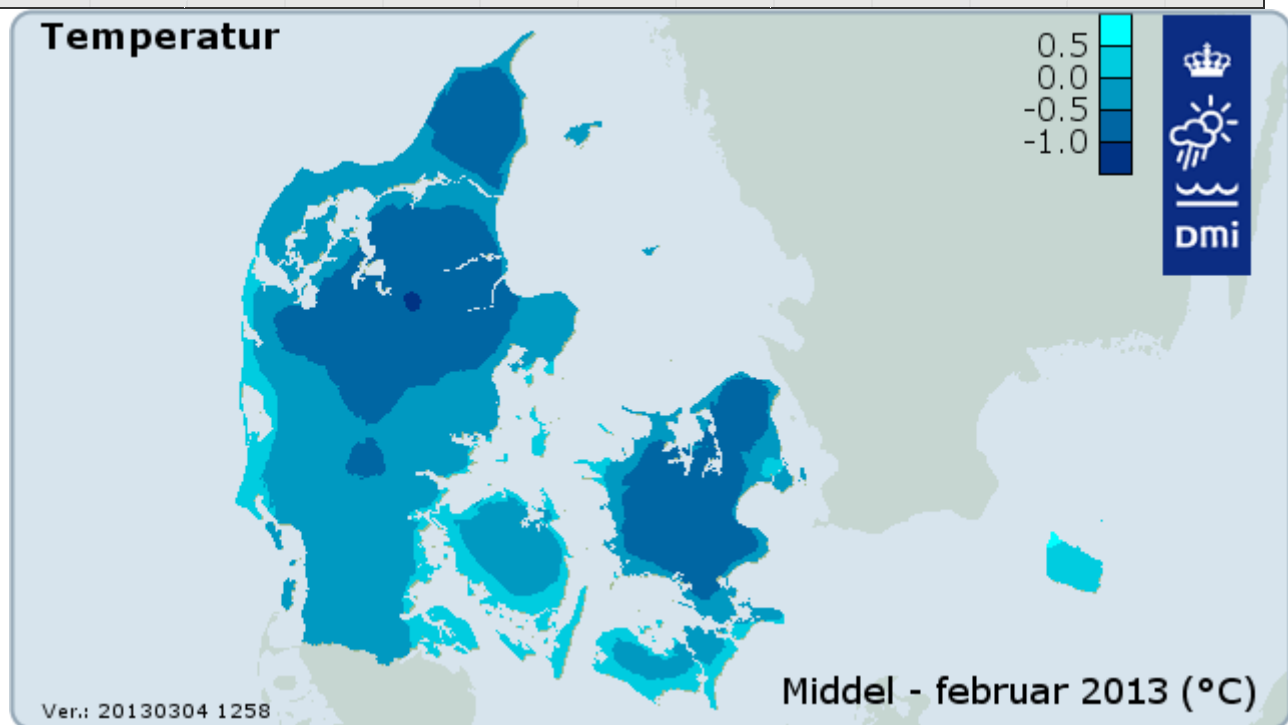 Temperatur
0.5
0.0
-0.5
-1.0
DMi
Middel - februar 2013 (°C)
Ver.: 20130304 1258